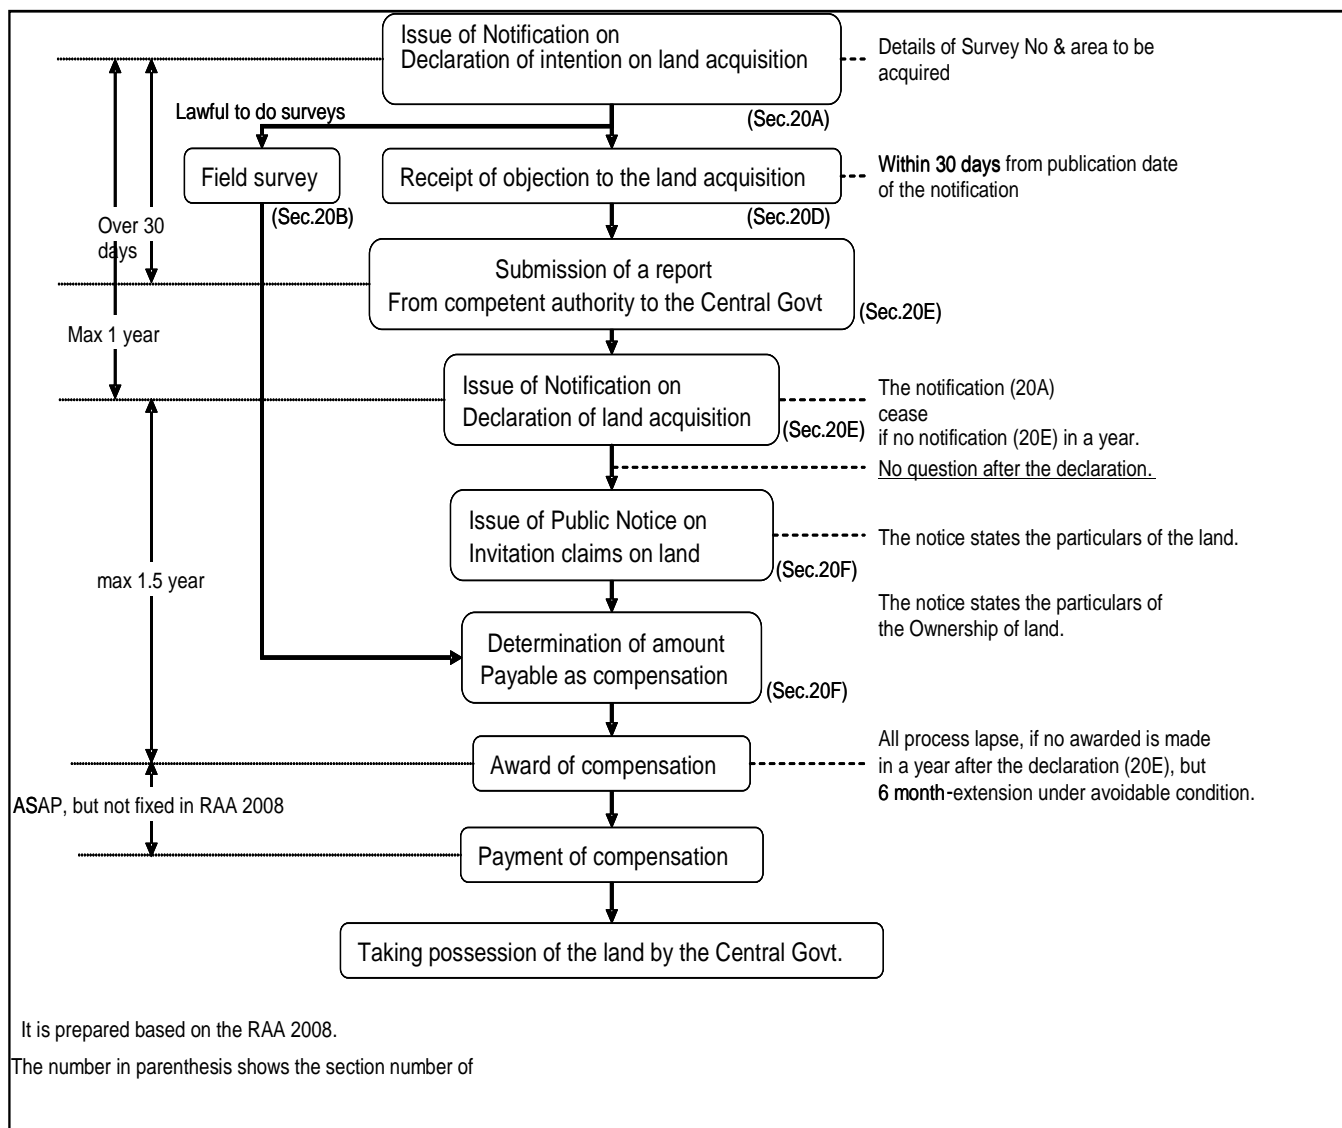 Issue of Notification on
Declaration of intention on land acquisition
Details of Survey No & area to be
acquired
(Sec.20A)
Lawful to do surveys
Field survey
(Sec.20B)
Receipt of objection to the land acquisition
(Sec.20D)
Within 30 days from publication date
of the notification
Over 30
days
Submission of a report
From competent authority to the Central Govt
(Sec.20E)
Max 1 year
Issue of Notification on
Declaration of land acquisition
(Sec.20E)
The notification (20A)
cease
if no notification (20E) in a year.
No question after the declaration.
Issue of Public Notice on
Invitation claims on land
(Sec.20F)
The notice states the particulars of the land.
max 1.5 year
The notice states the particulars of
the Ownership of land.
Determination of amount
Payable as compensation
(Sec.20F)
Award of compensation
All process lapse, if no awarded is made
in a year after the declaration (20E), but
6 month-extension under avoidable condition.
ASAP, but not fixed in RAA 2008
Payment of compensation
Taking possession of the land by the Central Govt.
It is prepared based on the RAA 2008.
The number in parenthesis shows the section number of